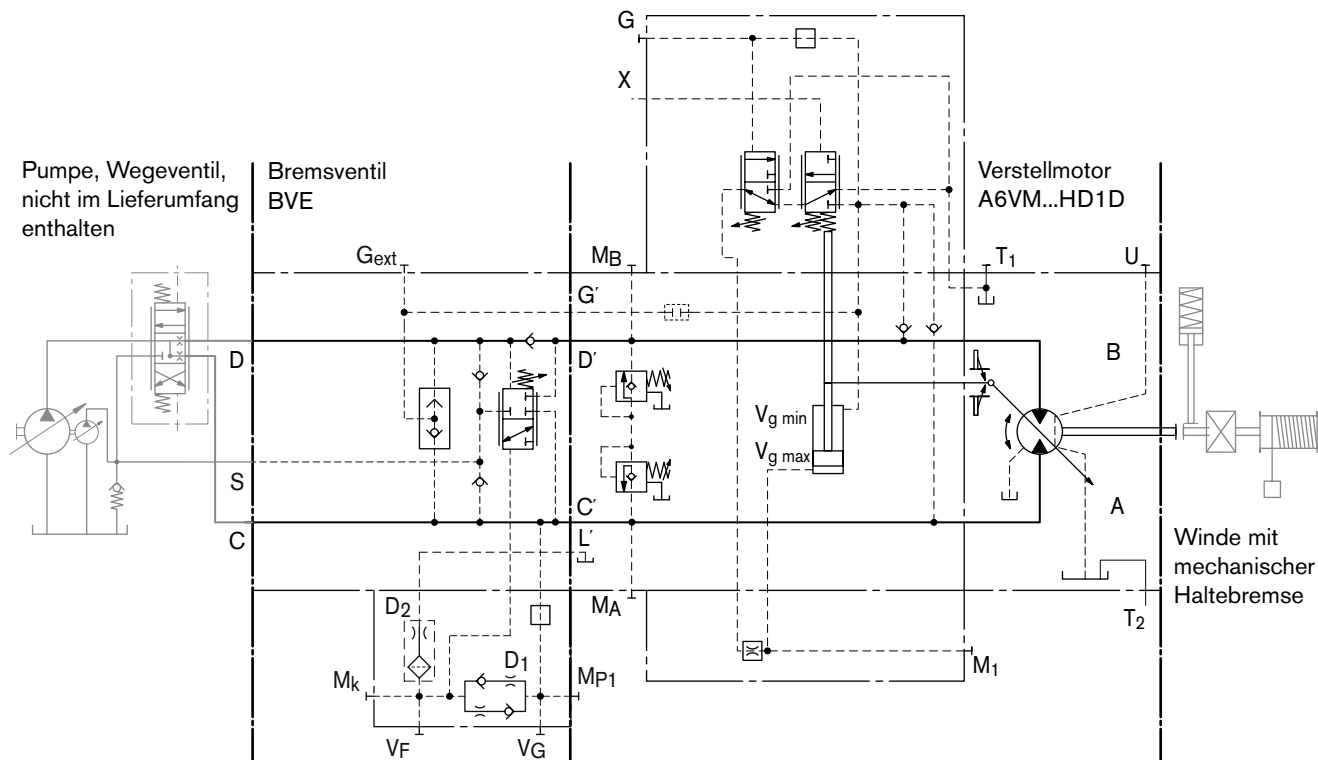 G
X
Pumpe, Wegeventil,
nicht im Lieferumfang
enthalten
Bremsventil
BVE
Verstellmotor
A6VM...HD1D
Gext
MB
T1
U
G'
D
D'
B
Vg min
Vg max
S
C'
A
C
L'
Winde mit
mechanischer
Haltebremse
D2
MA
T2
D1
Mk
MP1
M1
VF
VG